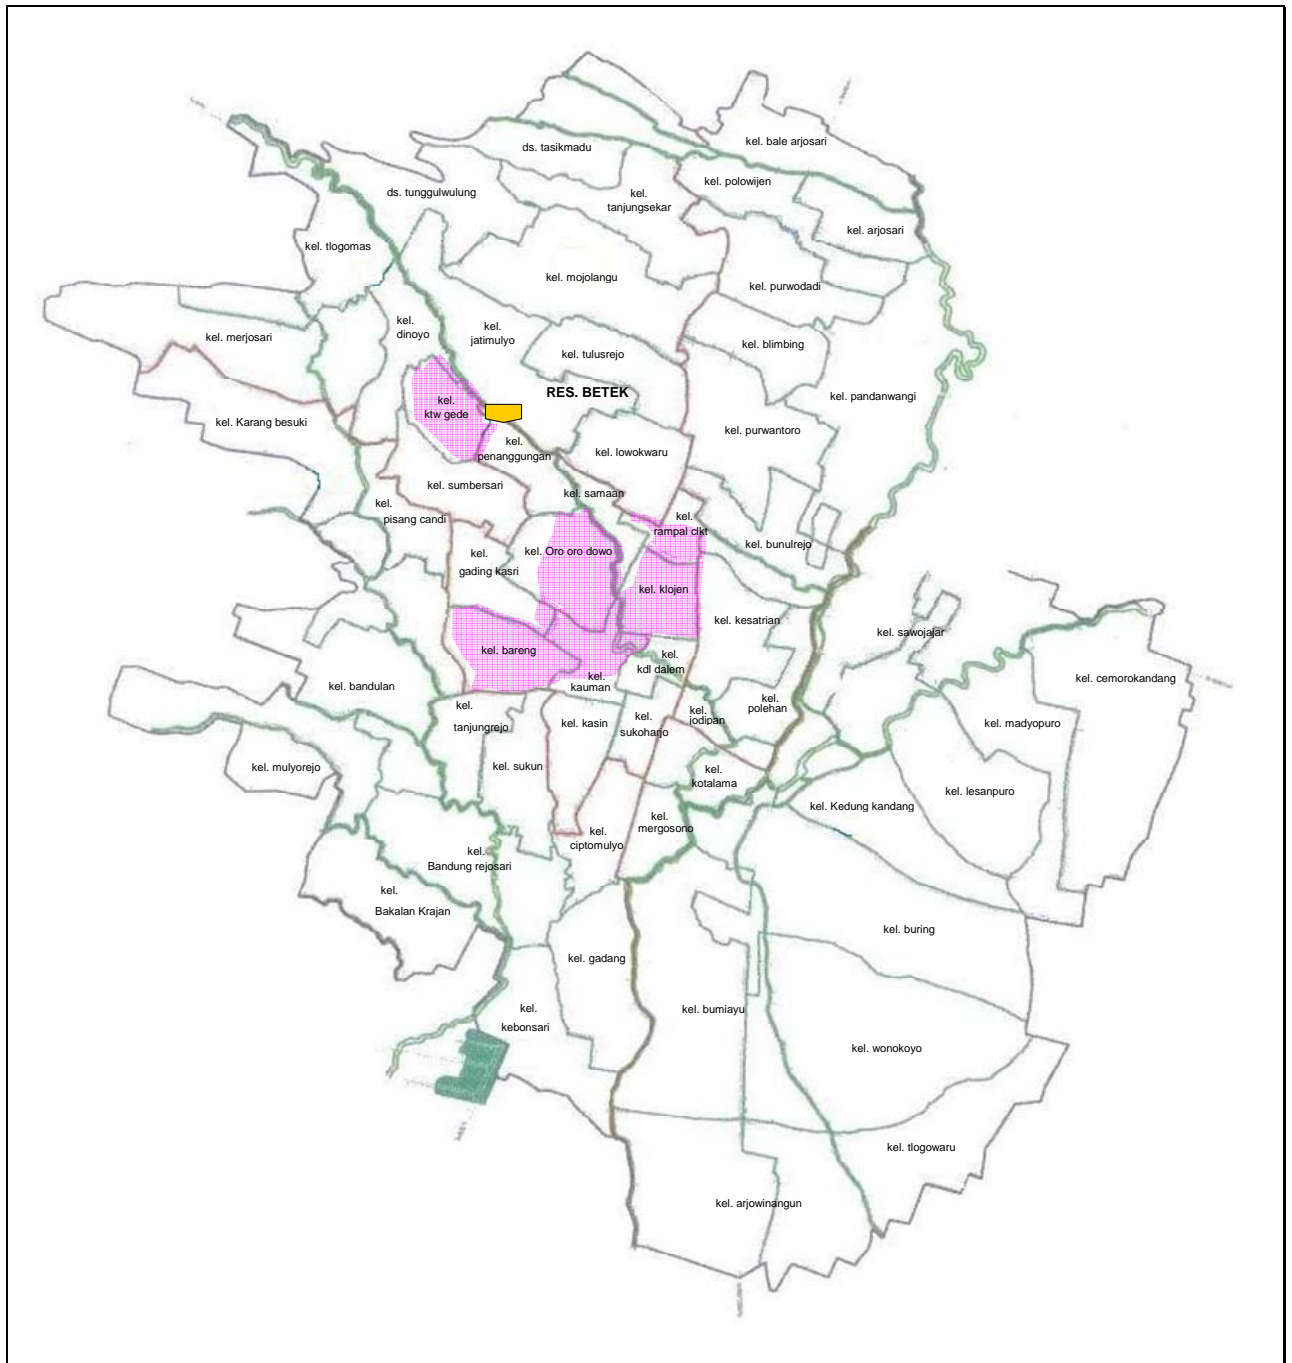 kel. bale arjosari
ds. tasikmadu
kel. polowijen
ds. tunggulwulung
kel.
tanjungsekar
kel. arjosari
kel. tlogomas
kel. mojolangu
kel. purwodadi
kel.
dinoyo
kel.
jatimulyo
kel. merjosari
kel. blimbing
kel. tulusrejo
RES. BETEK
kel. pandanwangi
kel.
ktw gede
kel. Karang besuki
kel. purwantoro
kel.
penanggungan
kel. lowokwaru
kel. sumbersari
kel. samaan
kel.
pisang candi
kel.
rampal clkt
kel. bunulrejo
kel.
gading kasri
kel. Oro oro dowo
kel. klojen
kel. kesatrian
kel. sawojajar
kel. bareng
kel.
kdl dalem
kel.
kauman
kel. cemorokandang
kel. bandulan
kel.
tanjungrejo
kel. kasin
kel.
sukoharjo
kel.
jodipan
kel.
polehan
kel. madyopuro
kel. mulyorejo
kel. sukun
kel.
kotalama
kel. lesanpuro
kel. Kedung kandang
kel.
mergosono
kel.
ciptomulyo
kel.
Bandung rejosari
kel.
Bakalan Krajan
kel. buring
kel. gadang
kel. bumiayu
kel.
kebonsari
kel. wonokoyo
kel. tlogowaru
kel. arjowinangun